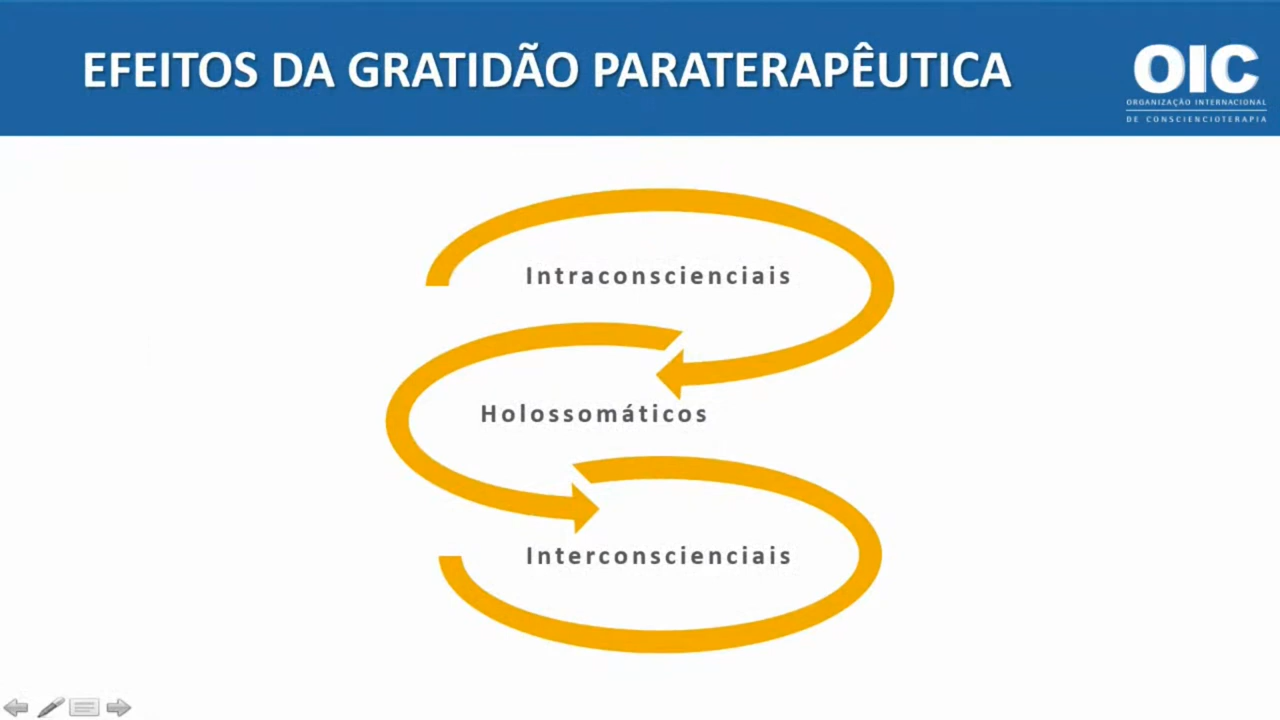 EFEITOS DA GRATIDÃO PARATERAPÊUTICA
OIC
ORGANIZAÇÃO INTERNACIONAL
DE CONSCIENCIOTERAPIA
Intraconscienciais
Holossomáticos
Interconscienciais